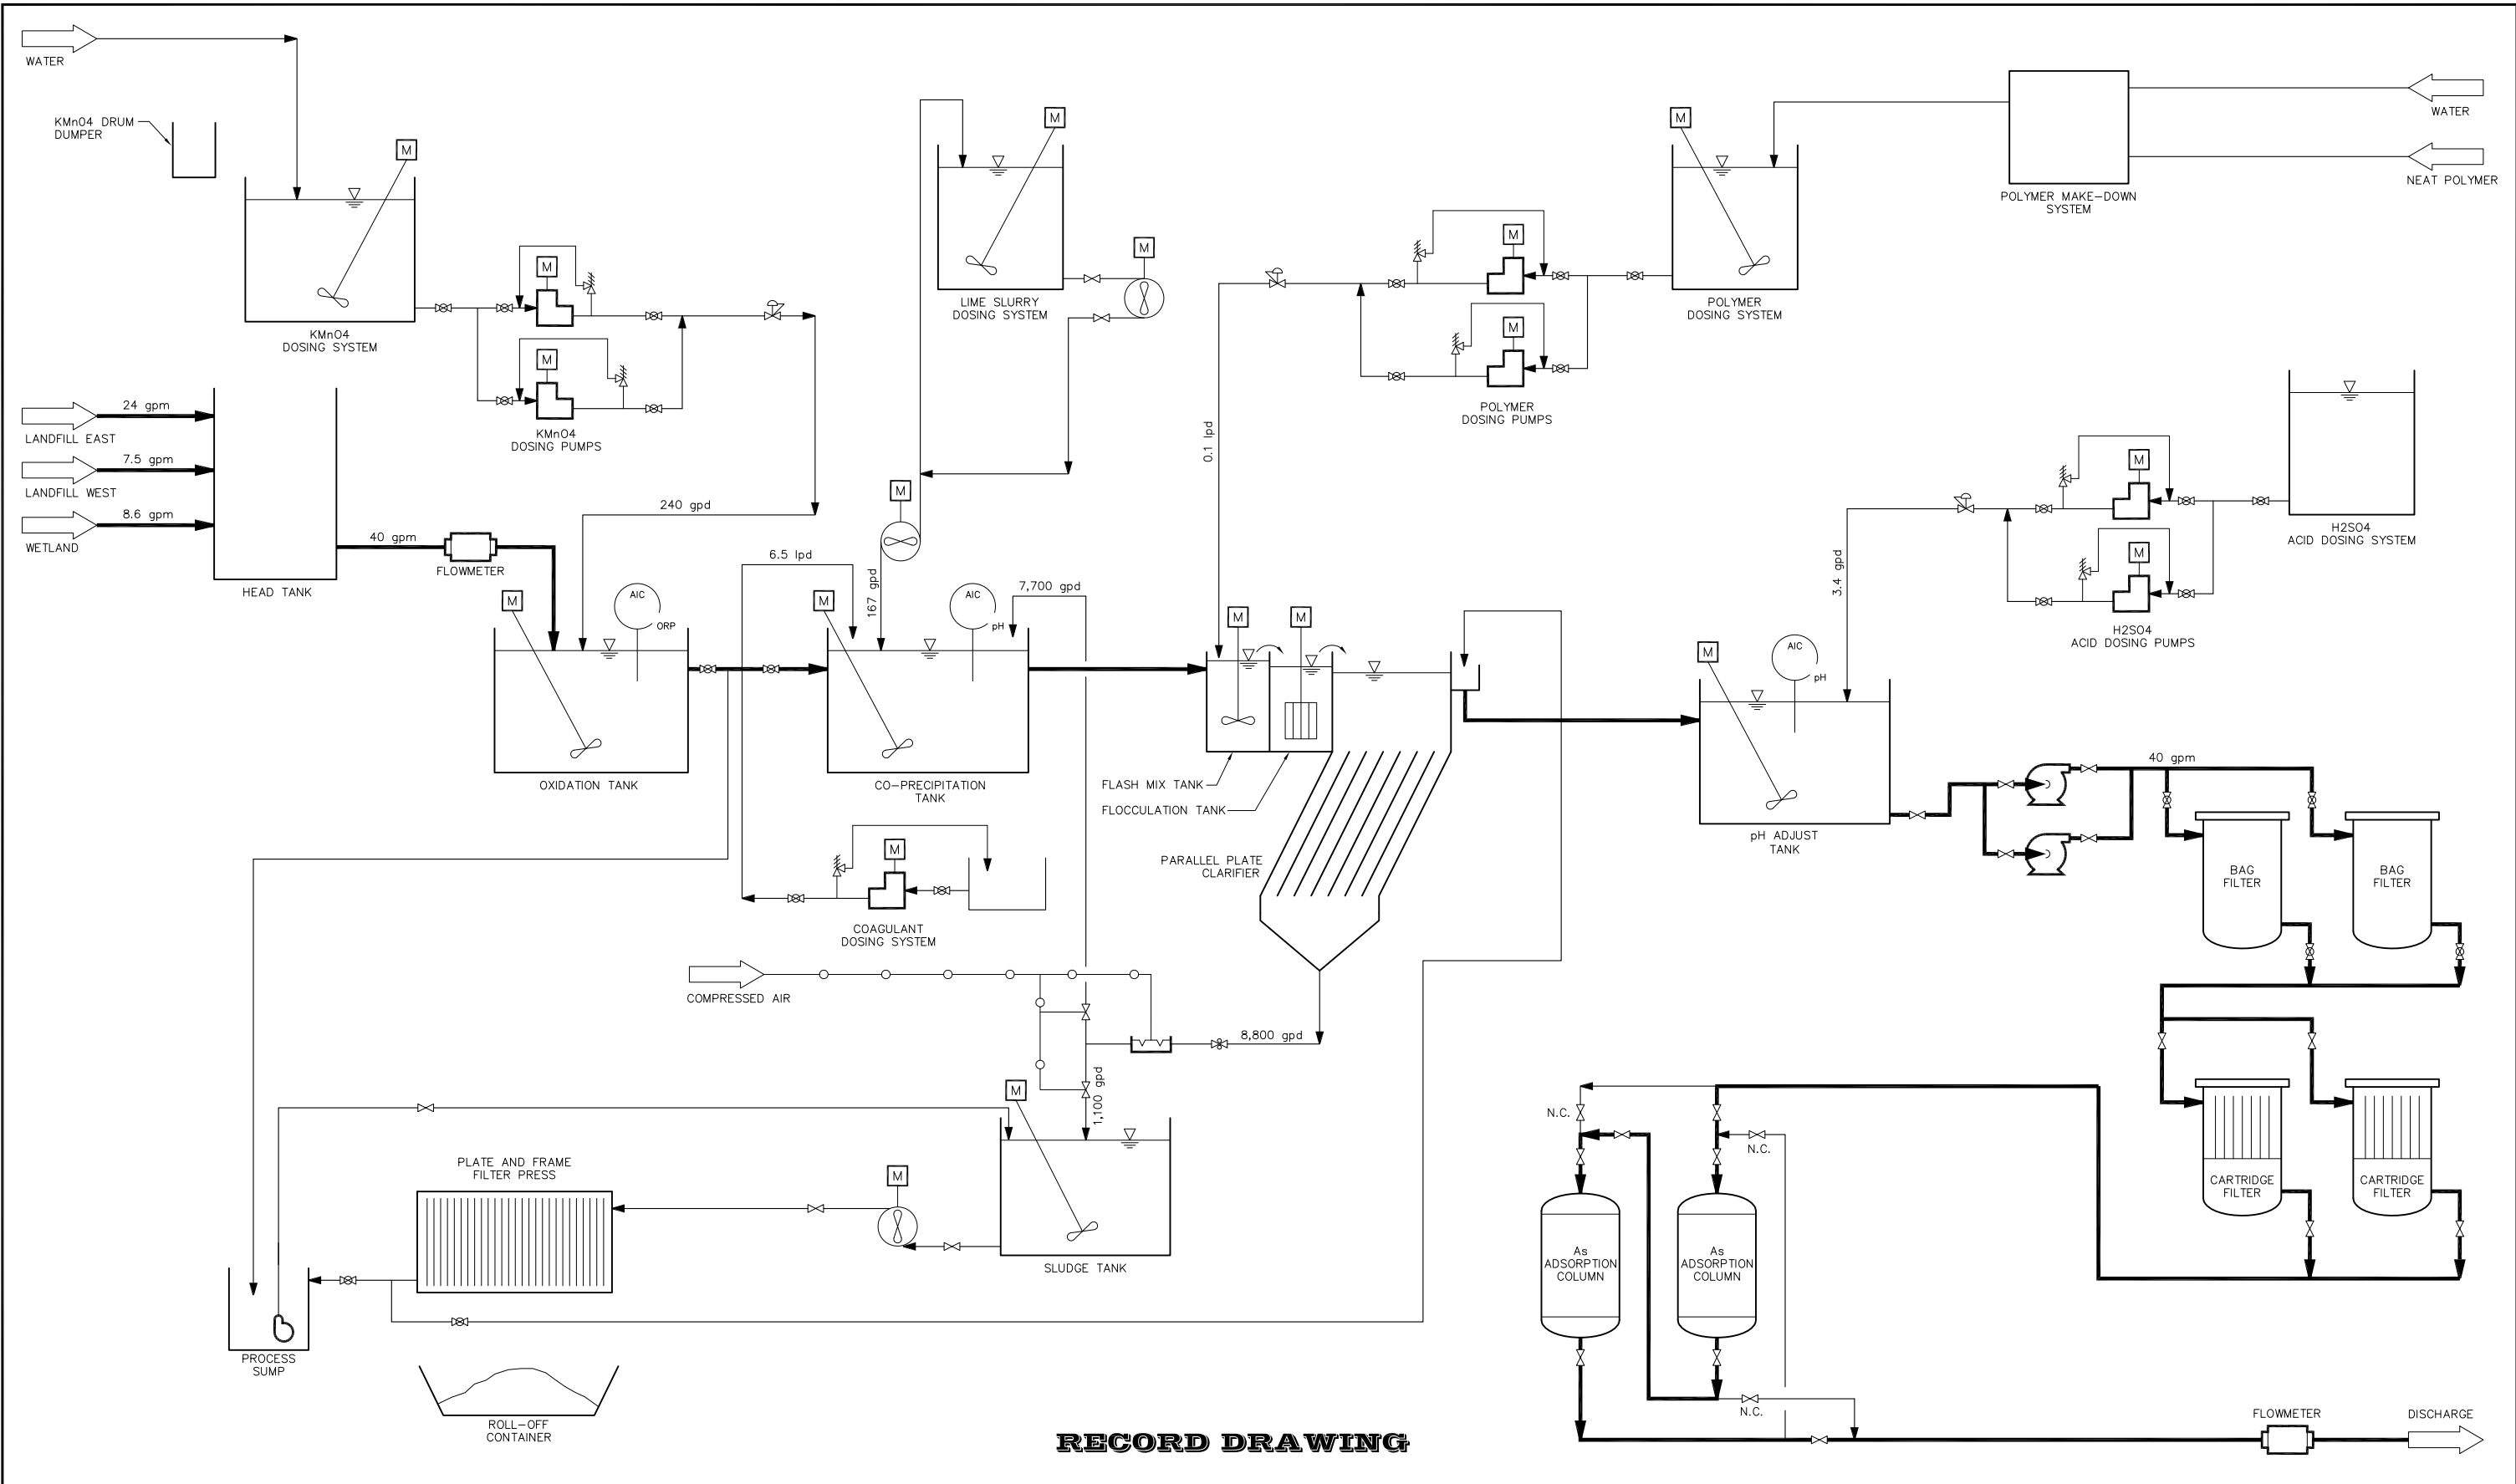 WATER
KMnO4 DRUM
DUMPER
M
KMnO4
DOSING SYSTEM
M
M
KMnO4
DOSING PUMPS
M
LIME SLURRY
DOSING SYSTEM
M
M
M
M
POLYMER
DOSING PUMPS
M
POLYMER
DOSING SYSTEM
POLYMER MAKE-DOWN
SYSTEM
WATER
NEAT POLYMER
24 gpm
LANDFILL EAST
7.5 gpm
LANDFILL WEST
8.6 gpm
WETLAND
HEAD TANK
40 gpm
FLOWMETER
240 gpd
6.5 lpd
167 gpd
7,700 gpd
0.1 lpd
3.4 gpd
M
M
H2SO4
ACID DOSING PUMPS
H2SO4
ACID DOSING SYSTEM
M
AIC
ORP
OXIDATION TANK
M
AIC
pH
CO-PRECIPITATION
TANK
M
M
FLASH MIX TANK
FLOCCULATION TANK
PARALLEL PLATE
CLARIFIER
M
AIC
pH
pH ADJUST
TANK
40 gpm
BAG
FILTER
BAG
FILTER
M
COAGULANT
DOSING SYSTEM
COMPRESSED AIR
8,800 gpd
1,100 gpd
M
SLUDGE TANK
M
PLATE AND FRAME
FILTER PRESS
PROCESS
SUMP
ROLL-OFF
CONTAINER
N.C.
N.C.
As
ADSORPTION
COLUMN
As
ADSORPTION
COLUMN
N.C.
CARTRIDGE
FILTER
CARTRIDGE
FILTER
FLOWMETER
DISCHARGE
RECORD DRAWING